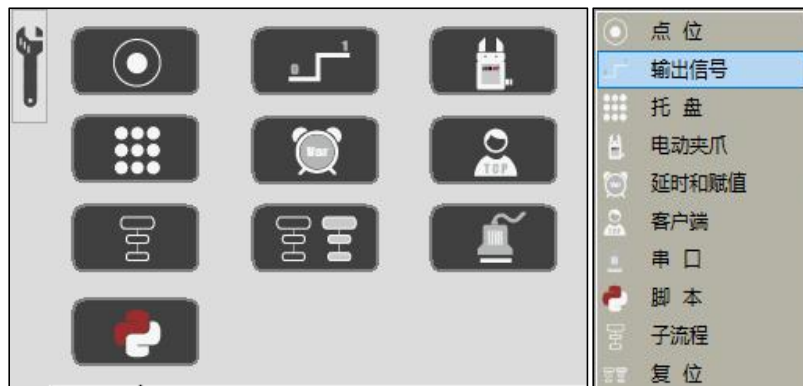 0 1
Var
TCP
点 位
输出信号
托 盘
电动夹爪
延时和赋值
客户端
TCP
串 口
脚 本
子流程
复 位